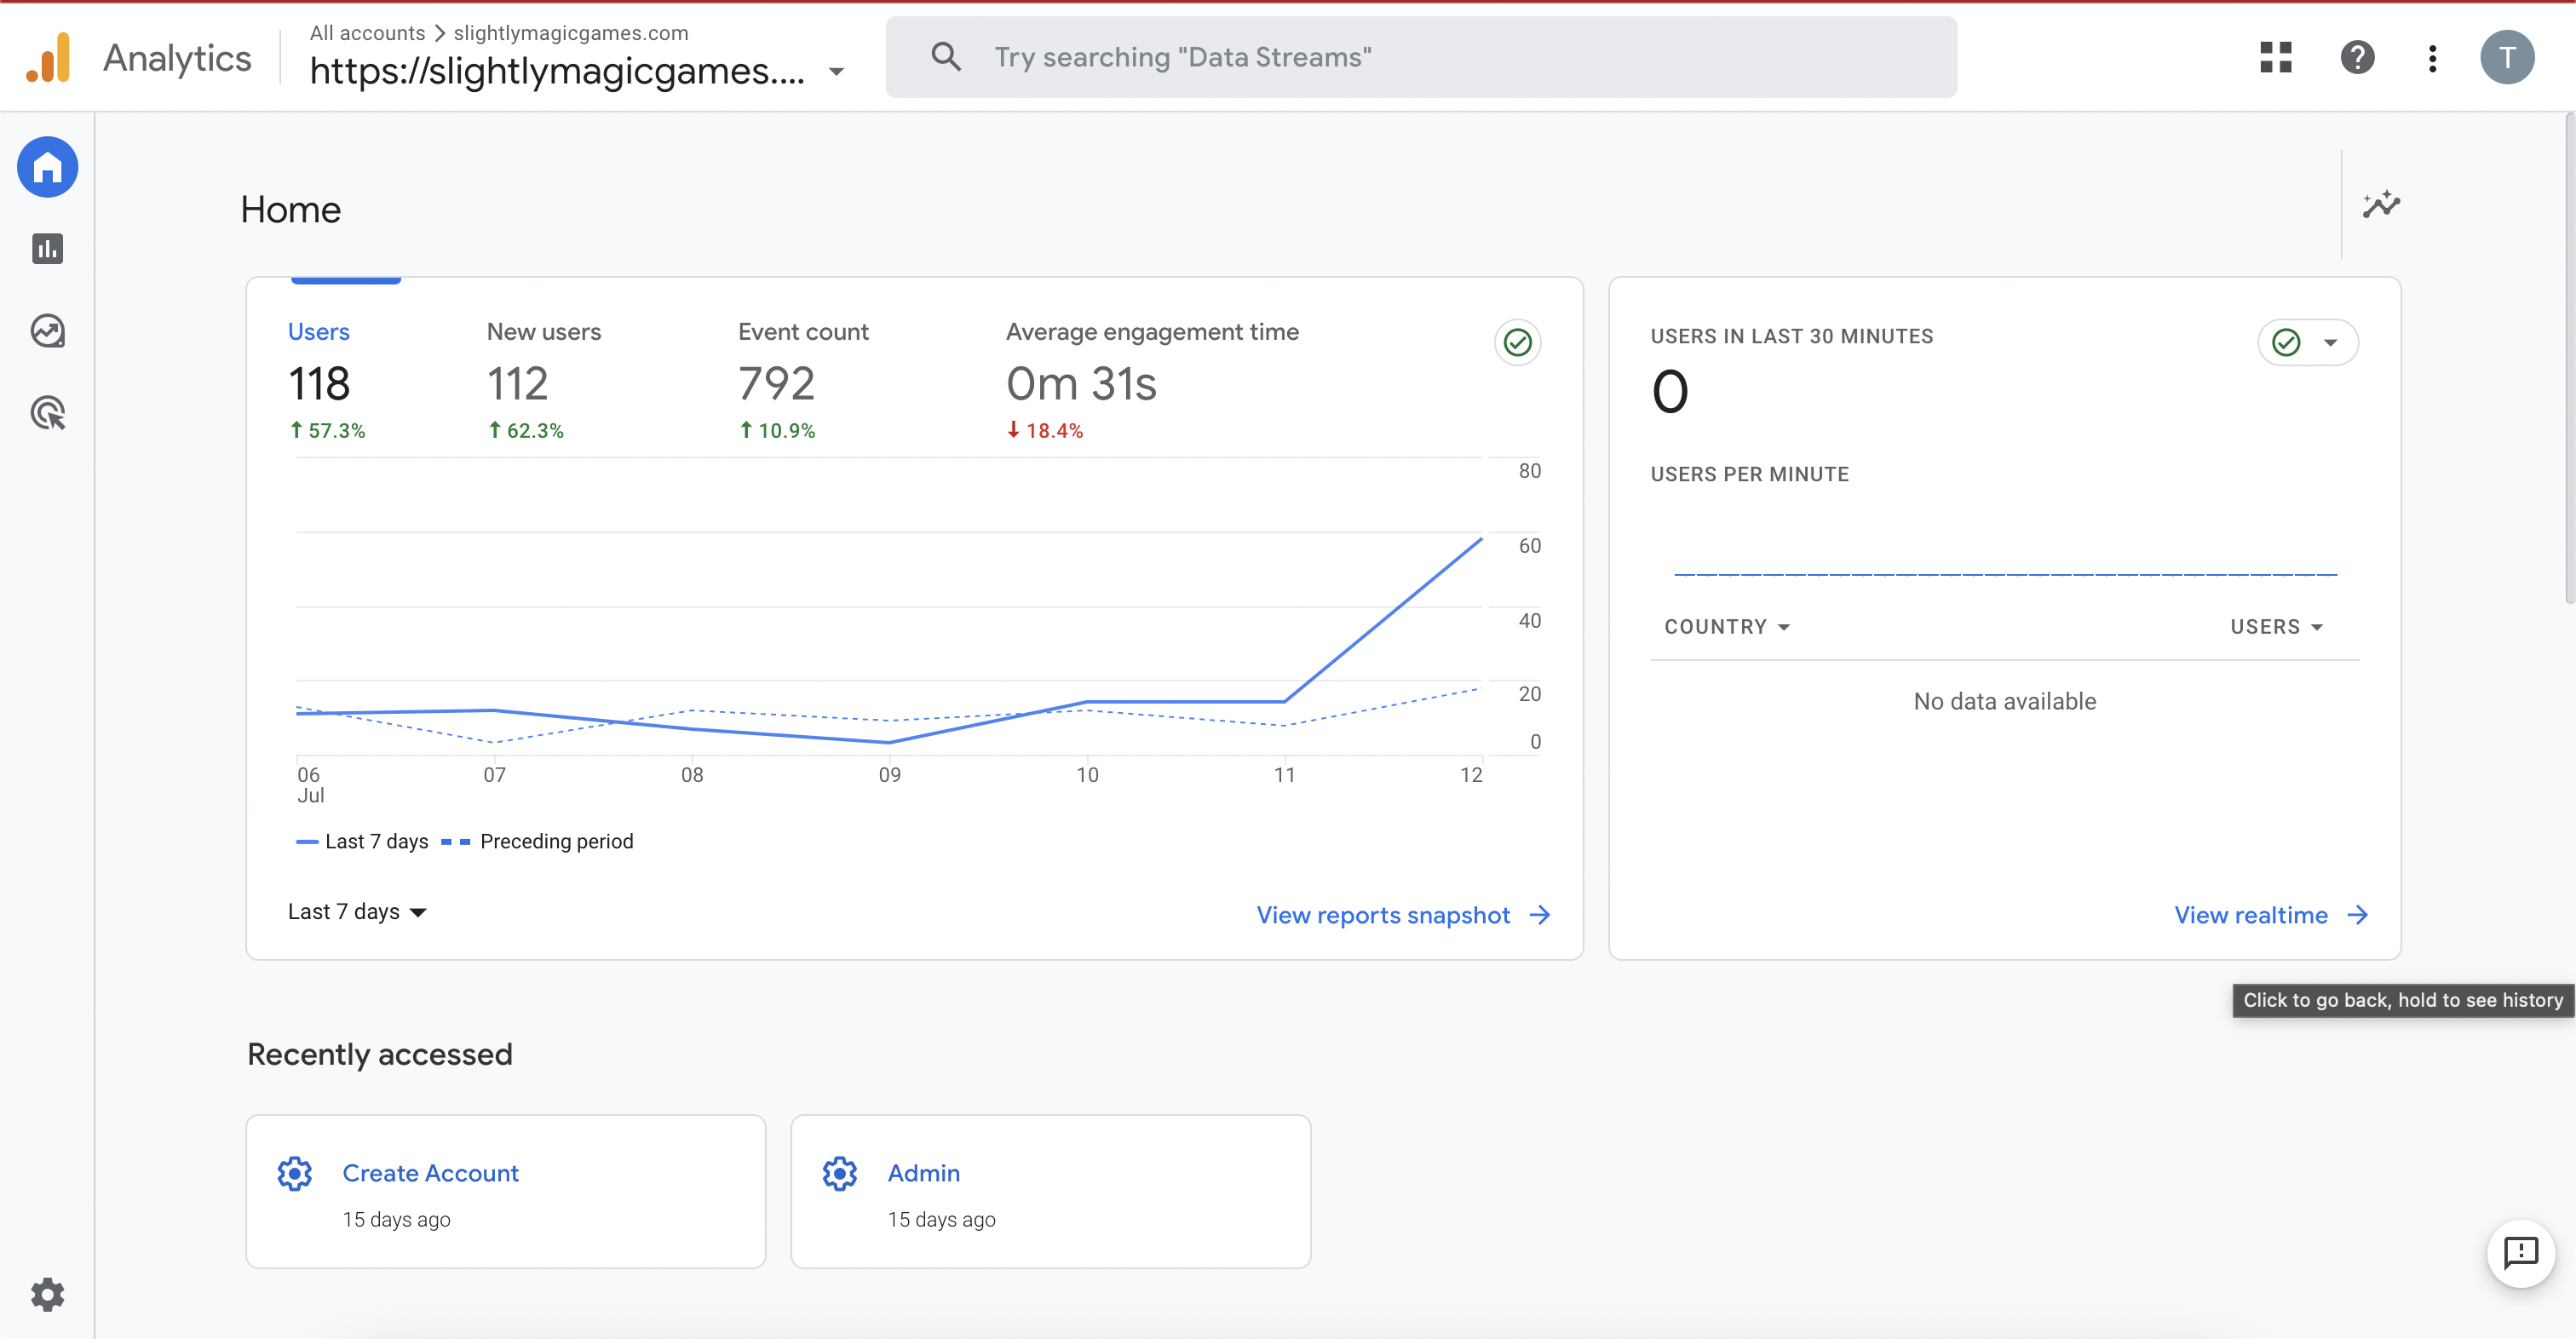 Analytics
All accounts > slightlymagicgames.com
https://slightlymagicgames....
Try searching "Data Streams"
T
Home
Users
118
57.3%
New users
112
62.3%
Event count
792
10.9%
Average engagement time
0m 31s
18.4%
80
60
40
20
0
06
Jul
07
08
09
10
11
12
Last 7 days
Preceding period
Last 7 days
View reports snapshot
USERS IN LAST 30 MINUTES
0
USERS PER MINUTE
COUNTRY
USERS
No data available
View realtime
Click to go back, hold to see history
Recently accessed
Create Account
15 days ago
Admin
15 days ago